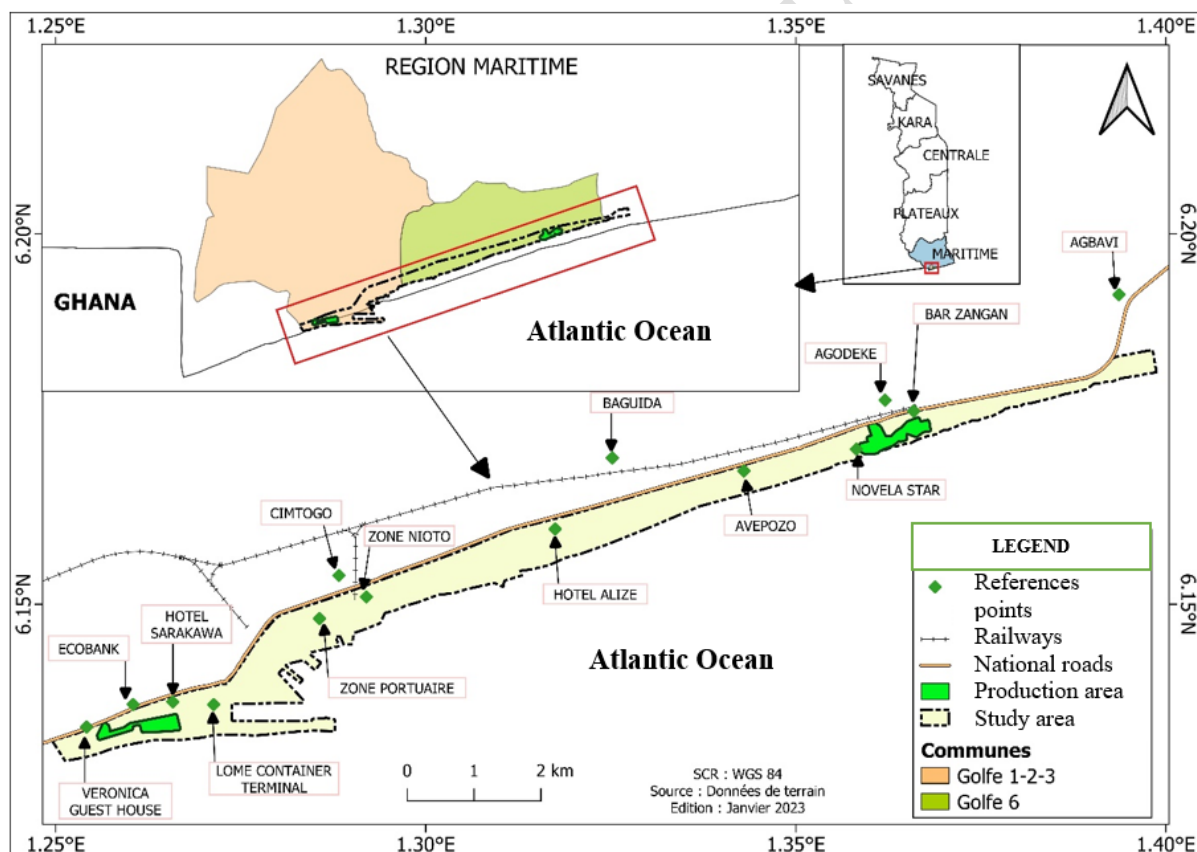 1.25°E 1.30°E 1.35°E 1.40°E
REGION MARITIME
SAVANES
KARA
CENTRALE
PLATEAUX
MARITIME
6.20°N
6.20°N
GHANA
Atlantic Ocean
AGBAVI
BAR ZANGAN
AGODEKE
BAGUIDA
NOVELA STAR
AVEPOZO
CIMTOGO
ZONE NIOTO
HOTEL ALIZE
6.15°N
6.15°N
HOTEL
SARAKAWA
ECOBANK
ZONE PORTUAIRE
Atlantic Ocean
LOME CONTAINER
TERMINAL
VERONICA
GUEST HOUSE
0 1 2 km
SCR : WGS 84
Source : Données de terrain
Edition : Janvier 2023
LEGEND
References
points
Railways
National roads
Production area
Study area
Communes
Golfe 1-2-3
Golfe 6
1.25°E 1.30°E 1.35°E 1.40°E